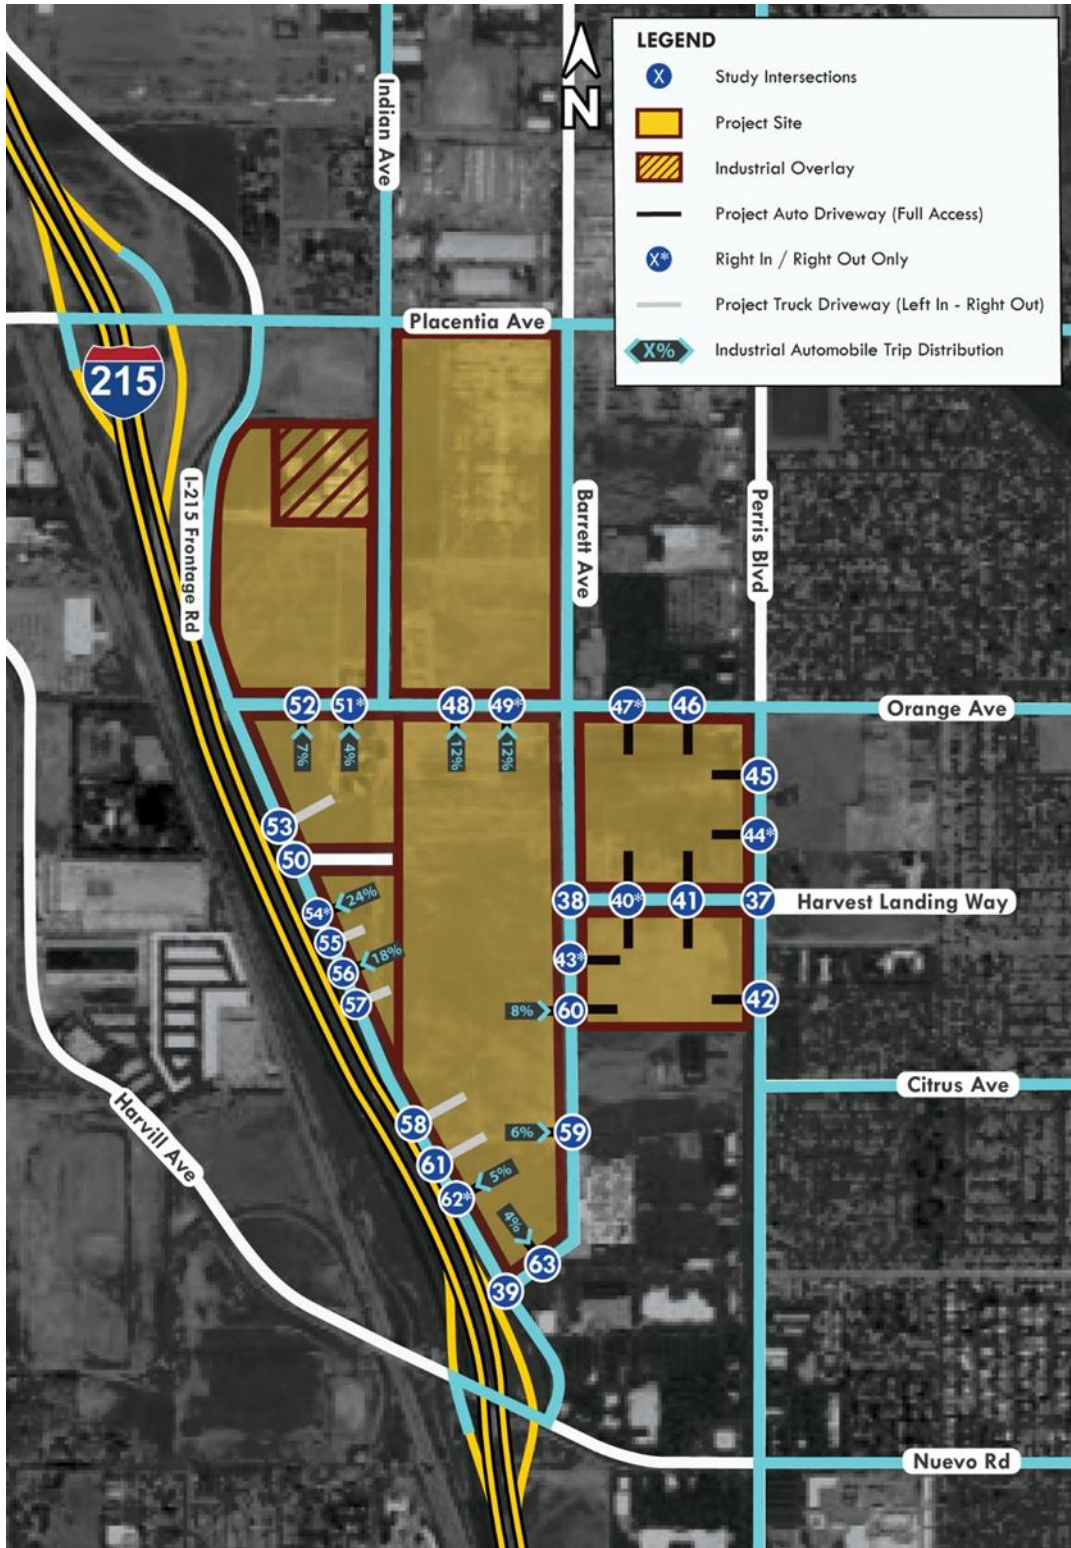 LEGEND
X Study Intersections
Project Site
Industrial Overlay
Project Auto Driveway (Full Access)
X* Right In / Right Out Only
Project Truck Driveway (Left In - Right Out)
X% Industrial Automobile Trip Distribution
N
Indian Ave
Placentia Ave
215
I-215 Frontage Rd
Barrett Ave
Perris Blvd
52
51*
48
49*
47*
46
Orange Ave
7%
4%
12%
12%
45
53
44*
50
24%
54*
38
40*
41
37
Harvest Landing Way
55
18%
56
43*
57
8%
60
42
Citrus Ave
Harvill Ave
58
6%
59
61
5%
62*
4%
63
39
Nuevo Rd